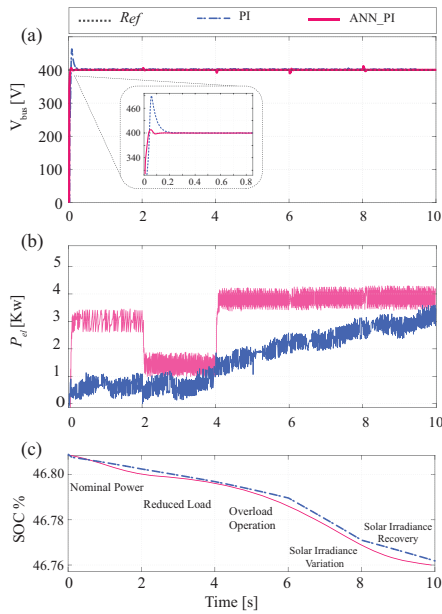 Ref PI ANN_PI
(a)
V_bus [V]
400
300
200
100
0
400
0 0.2 0.4 0.6 0.8
0 2 4 6 8 10
(b)
P_el [Kw]
5
4
3
2
1
0
0 2 4 6 8 10
(c)
SOC %
46.80
46.78
46.76
Nominal Power
Reduced Load
Overload
Operation
Solar Irradiance
Variation
Solar Irradiance
Recovery
0 2 4 6 8 10
Time [s]